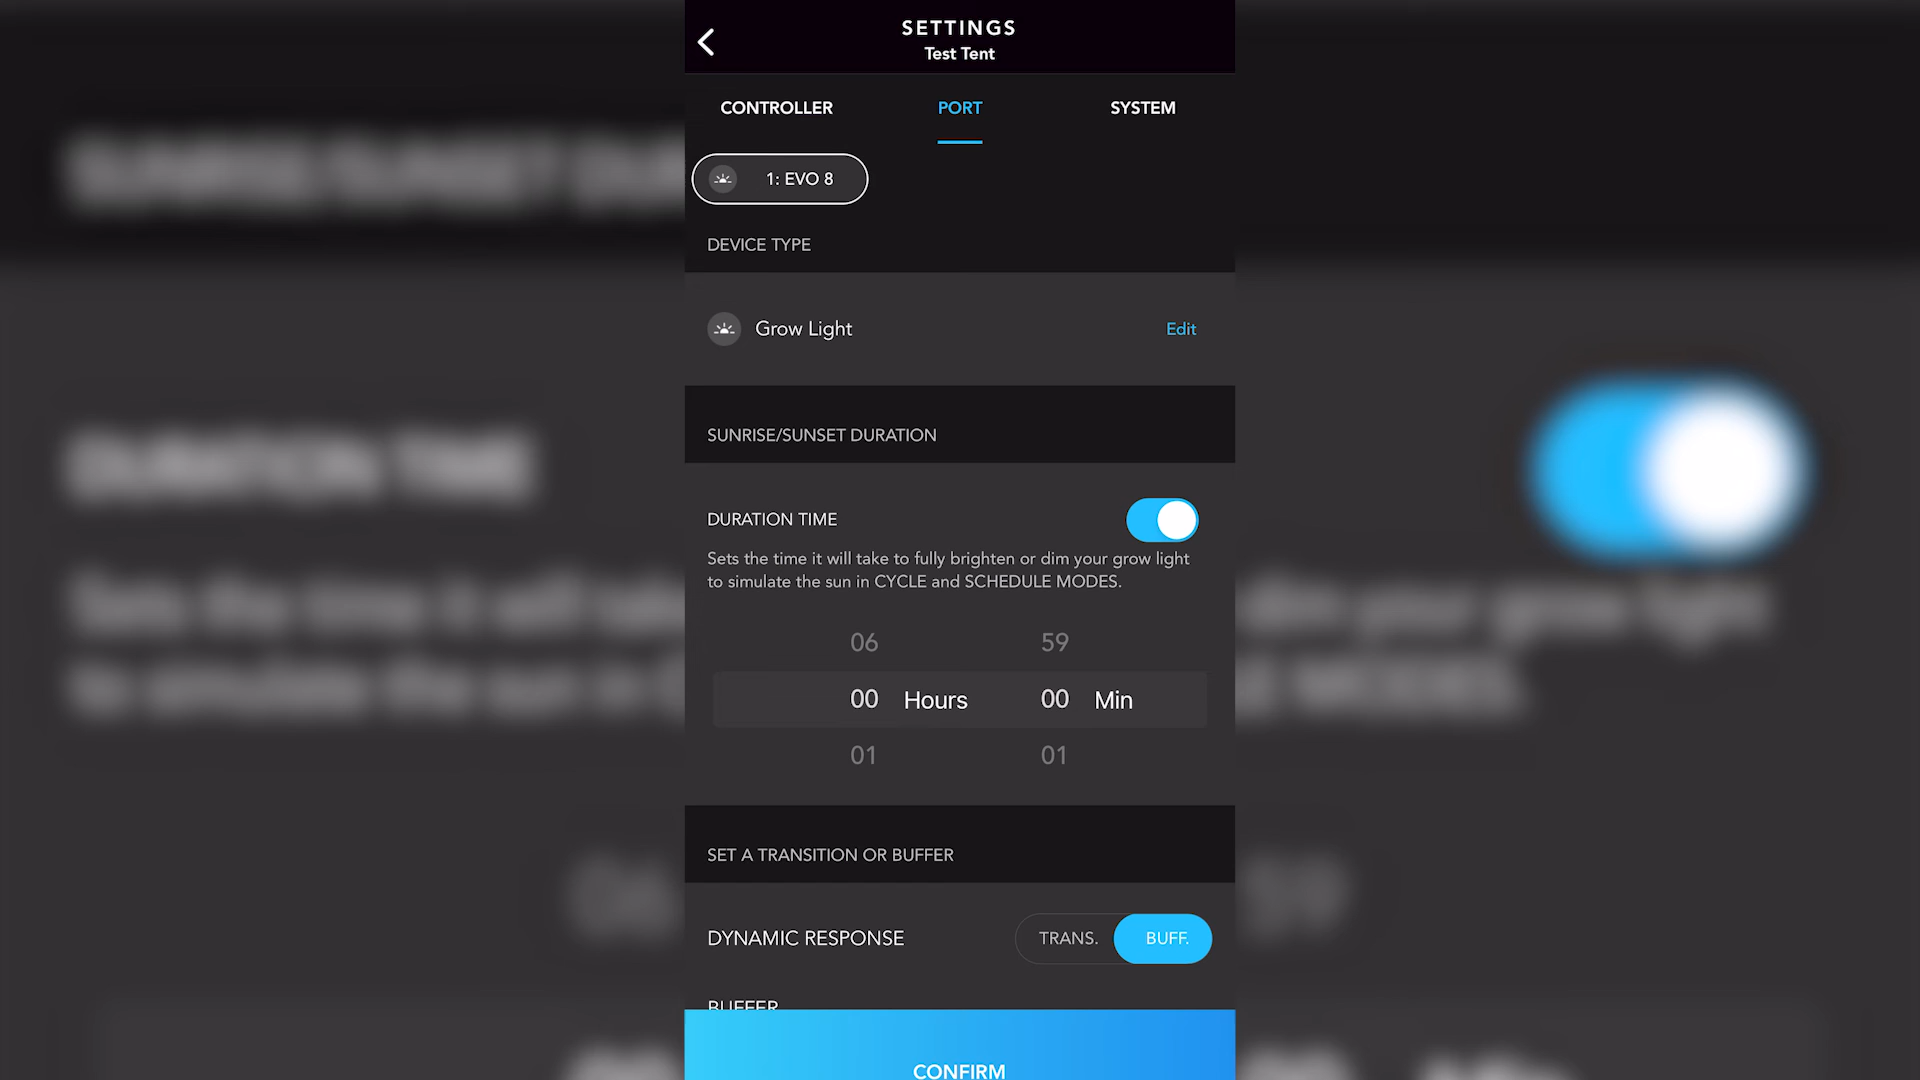 SETTINGS
Test Tent
CONTROLLER PORT SYSTEM
1: EVO 8
DEVICE TYPE
Grow Light Edit
SUNRISE/SUNSET DURATION
DURATION TIME
Sets the time it will take to fully brighten or dim your grow light
to simulate the sun in CYCLE and SCHEDULE MODES.
06 59
00 Hours 00 Min
01 01
SET A TRANSITION OR BUFFER
DYNAMIC RESPONSE TRANS. BUFF.
BUFFER
CONFIRM